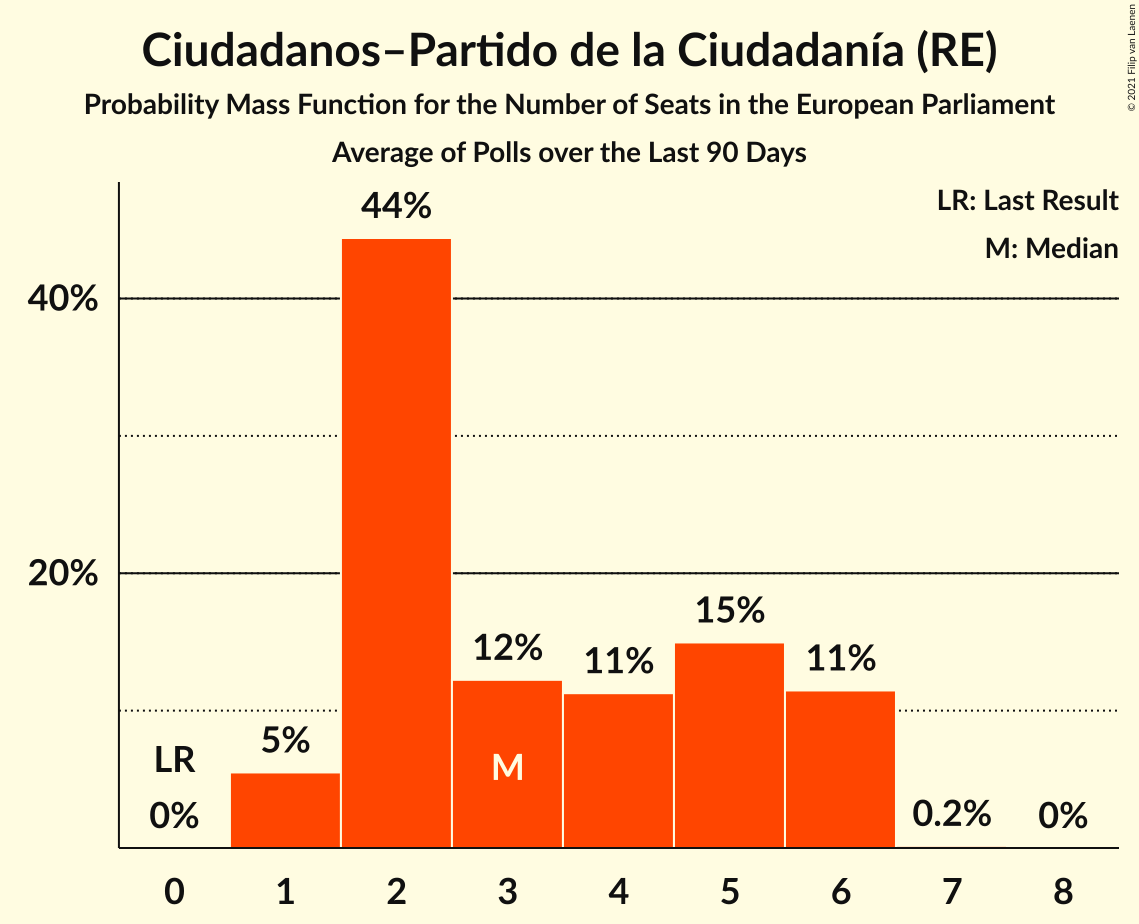 Ciudadanos–Partido de la Ciudadanía (RE)
Probability Mass Function for the Number of Seats in the European Parliament
Average of Polls over the Last 90 Days
© 2021 Filip van Laenen
LR: Last Result
M: Median
44%
40%
20%
15%
12%
11%
11%
5%
LR
M
0%
0.2%
0%
0 1 2 3 4 5 6 7 8